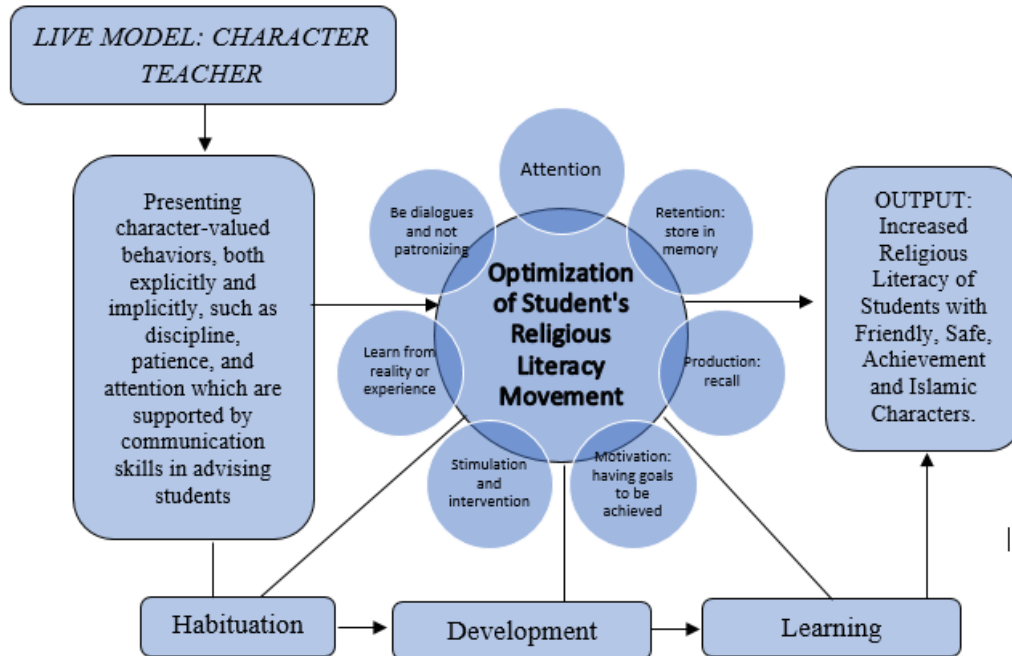 LIVE MODEL: CHARACTER
TEACHER
Presenting
character-valued
behaviors, both
explicitly and
implicitly, such as
discipline,
patience, and
attention which are
supported by
communication
skills in advising
students
Attention
Be dialogues
and not
patronizing
Retention:
store in
memory
Optimization
of Student's
Religious
Literacy
Movement
Learn from
reality or
experience
Production:
recall
Stimulation
and
intervention
Motivation:
having goals
to be
achieved
OUTPUT:
Increased
Religious
Literacy of
Students with
Friendly, Safe,
Achievement
and Islamic
Characters.
Habituation
Development
Learning